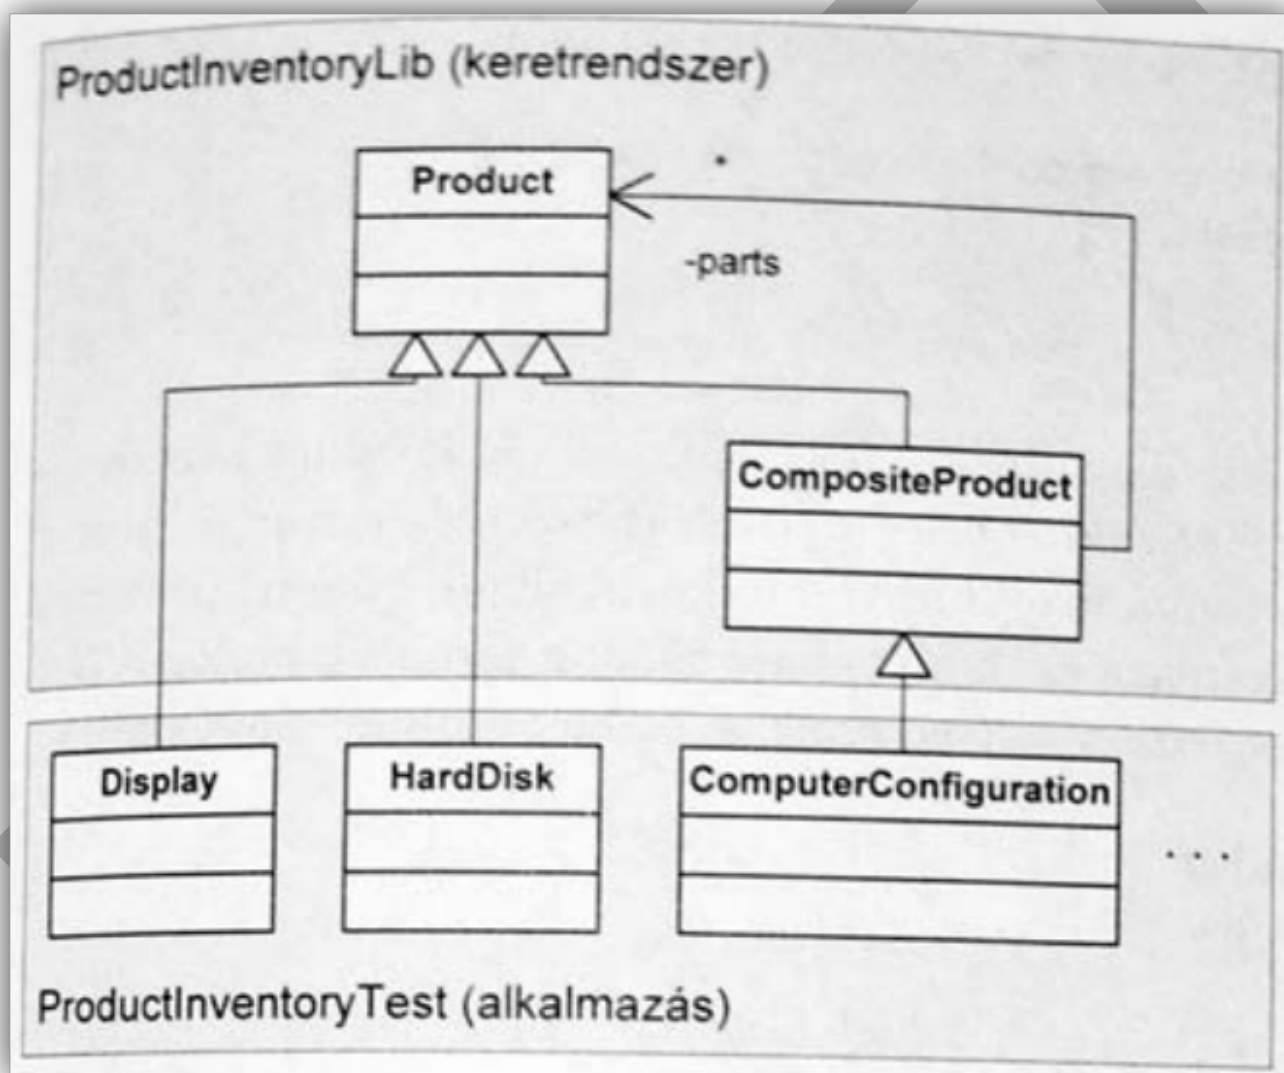 ProductInventoryLib (keretrendszer)
Product
*
-parts
CompositeProduct
Display
HardDisk
ComputerConfiguration
...
ProductInventoryTest (alkalmazás)